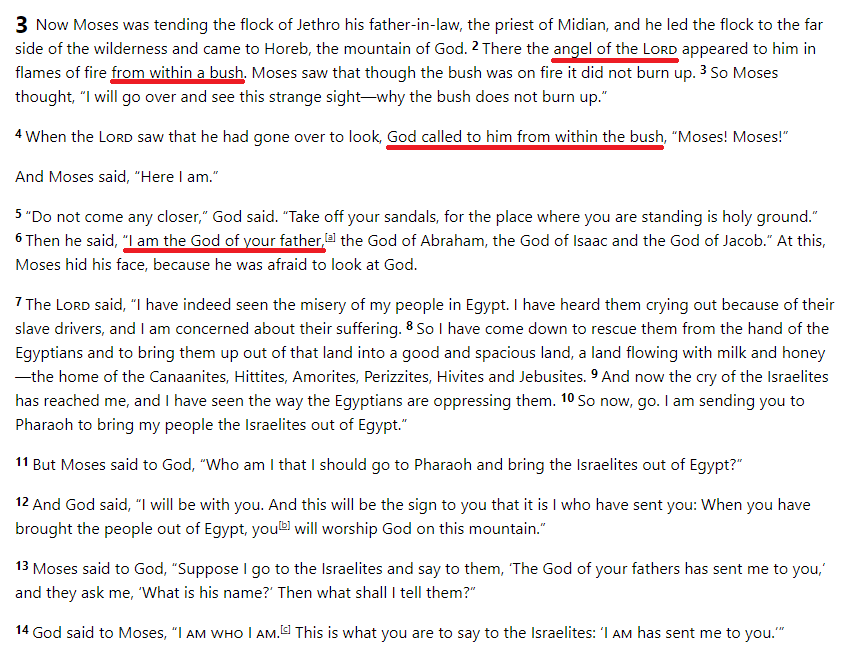 3 Now Moses was tending the flock of Jethro his father-in-law, the priest of Midian, and he led the flock to the far
side of the wilderness and came to Horeb, the mountain of God. 2 There the angel of the LORD appeared to him in
flames of fire from within a bush. Moses saw that though the bush was on fire it did not burn up. 3 So Moses
thought, “I will go over and see this strange sight—why the bush does not burn up.”
4 When the LORD saw that he had gone over to look, God called to him from within the bush, “Moses! Moses!”
And Moses said, “Here I am.”
5 “Do not come any closer,” God said. “Take off your sandals, for the place where you are standing is holy ground.”
6 Then he said, “I am the God of your father,[a] the God of Abraham, the God of Isaac and the God of Jacob.” At this,
Moses hid his face, because he was afraid to look at God.
7 The LORD said, “I have indeed seen the misery of my people in Egypt. I have heard them crying out because of their
slave drivers, and I am concerned about their suffering. 8 So I have come down to rescue them from the hand of the
Egyptians and to bring them up out of that land into a good and spacious land, a land flowing with milk and honey
—the home of the Canaanites, Hittites, Amorites, Perizzites, Hivites and Jebusites. 9 And now the cry of the Israelites
has reached me, and I have seen the way the Egyptians are oppressing them. 10 So now, go. I am sending you to
Pharaoh to bring my people the Israelites out of Egypt.”
11 But Moses said to God, “Who am I that I should go to Pharaoh and bring the Israelites out of Egypt?”
12 And God said, “I will be with you. And this will be the sign to you that it is I who have sent you: When you have
brought the people out of Egypt, you[b] will worship God on this mountain.”
13 Moses said to God, “Suppose I go to the Israelites and say to them, ‘The God of your fathers has sent me to you,’
and they ask me, ‘What is his name?’ Then what shall I tell them?”
14 God said to Moses, “I AM WHO I AM.[c] This is what you are to say to the Israelites: ‘I AM has sent me to you.’”